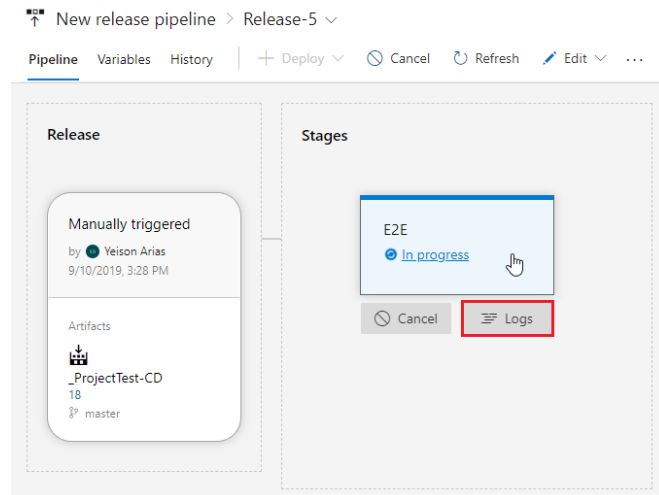 New release pipeline > Release-5
Pipeline Variables History Deploy Cancel Refresh Edit ...
Release
Stages
Manually triggered
by Yeison Arias
9/10/2019, 3:28 PM
Artifacts
_ProjectTest-CD
18
master
E2E
In progress
Cancel Logs